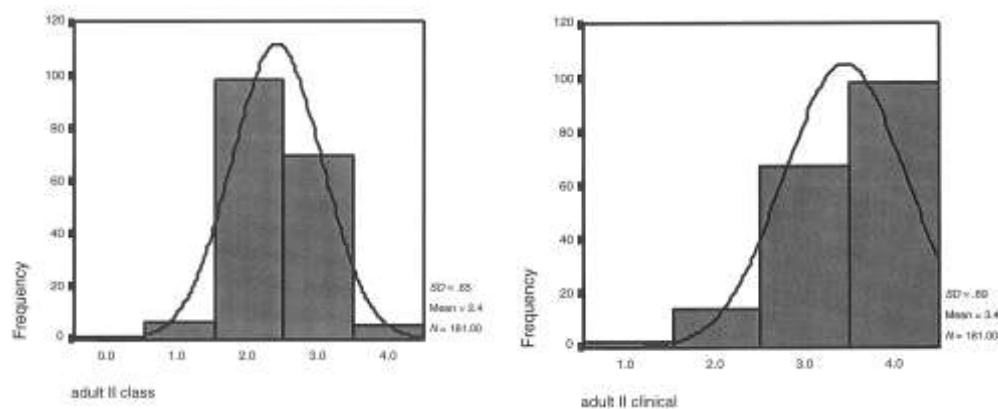 120
100
80
60
40
20
0
Frequency
0.0 1.0 2.0 3.0 4.0
adult II class
SD = .65
Mean = 2.4
N = 181.00
120
100
80
60
40
20
0
Frequency
1.0 2.0 3.0 4.0
adult II clinical
SD = .69
Mean = 3.4
N = 181.00